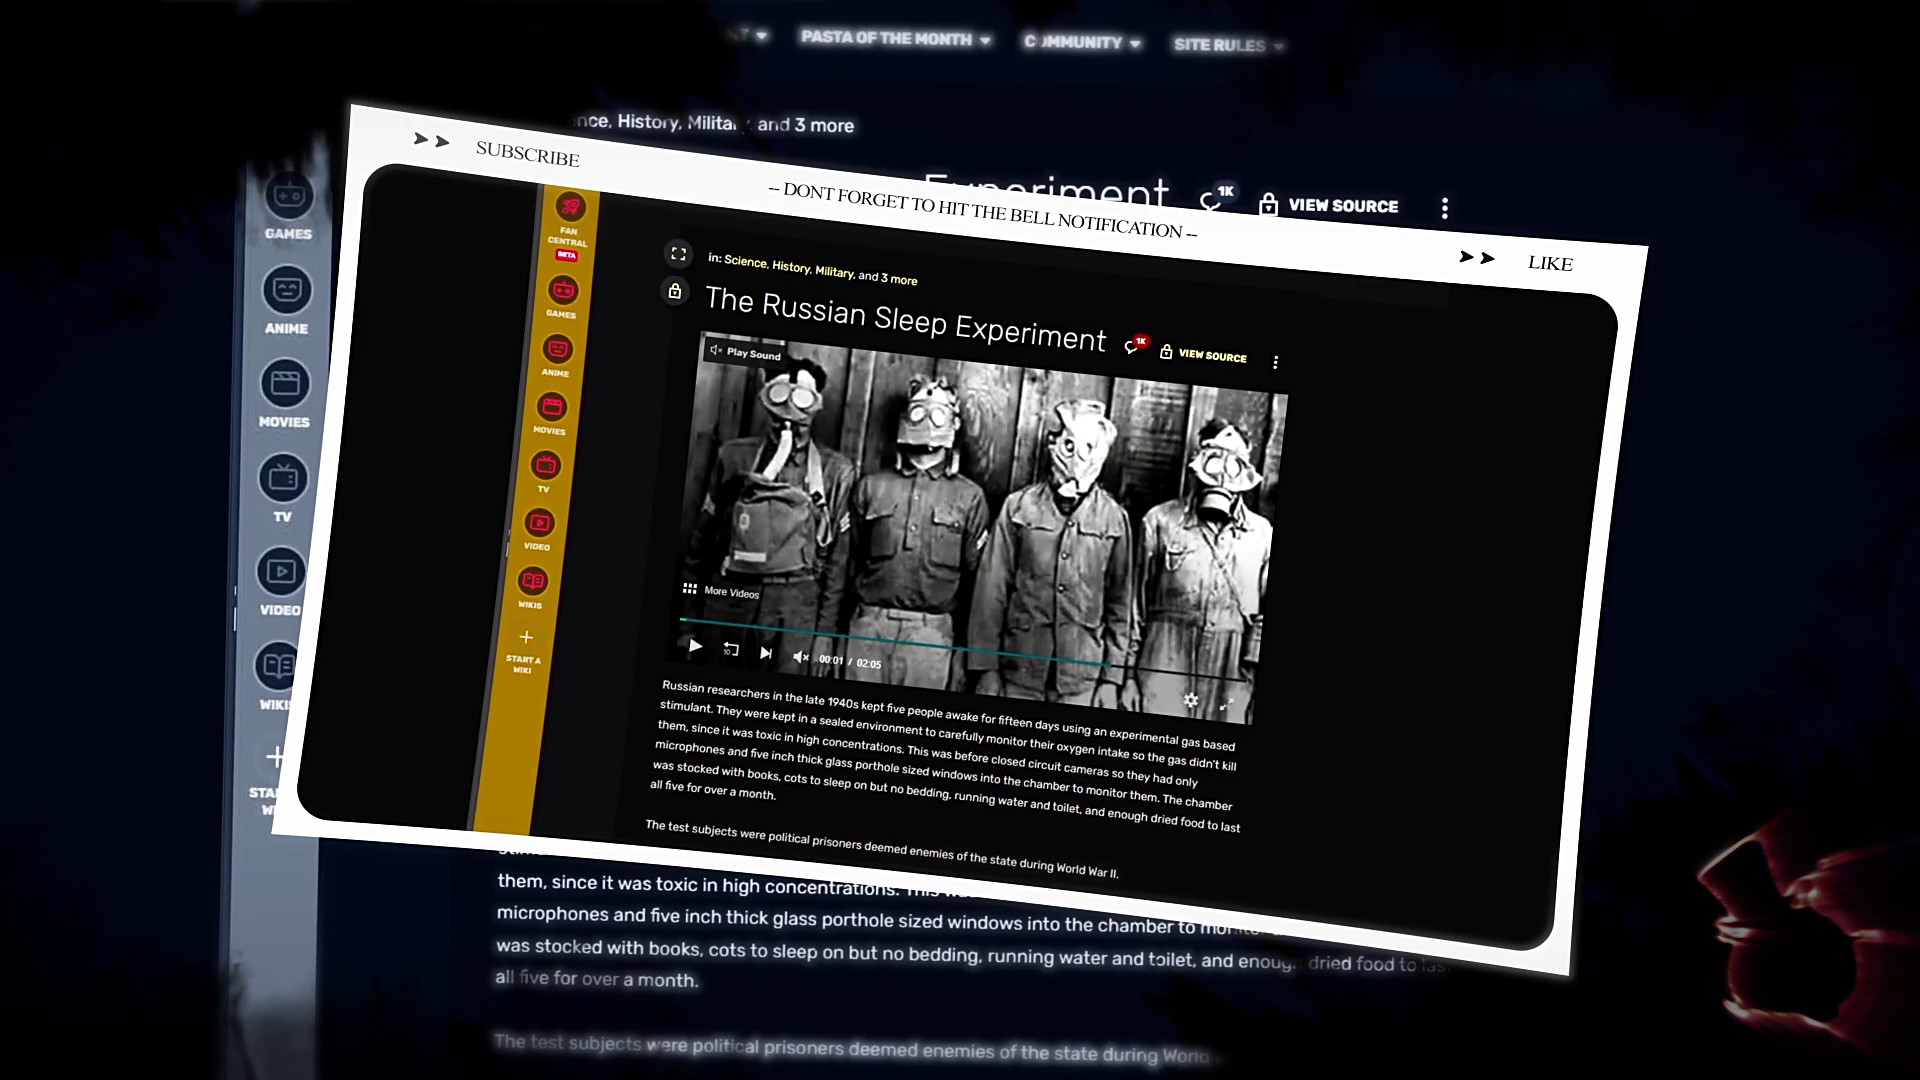 PASTA OF THE MONTH
COMMUNITY
SITE RULES
and 3 more
History,
Experiment
1K
VIEW SOURCE
SUBSCRIBE
-- DONT FORGET TO HIT THE BELL NOTIFICATION --
LIKE
GAMES
ANIME
MOVIES
TV
VIDEO
FAN
CENTRAL
BETA
GAMES
ANIME
MOVIES
TV
VIDEO
WIKIS
START A
WIKI
in: Science, History, Military, and 3 more
The Russian Sleep Experiment
1K
VIEW SOURCE
Play Sound
More Videos
00:01 / 02:05
Russian researchers in the late 1940s kept five people awake for fifteen days using an experimental gas based
stimulant. They were kept in a sealed environment to carefully monitor their oxygen intake so the gas didn't kill
them, since it was toxic in high concentrations. This was before closed circuit cameras so they had only
microphones and five inch thick glass porthole sized windows into the chamber to monitor them. The chamber
was stocked with books, cots to sleep on but no bedding, running water and toilet, and enough dried food to last
all five for over a month.
The test subjects were political prisoners deemed enemies of the state during World War II.
them, since it was toxic in high concentrations.
microphones and five inch thick glass porthole sized windows into the chamber to
was stocked with books, cots to sleep on but no bedding, running water and toilet, and enough dried food to
all five for over a month.
The test subjects were political prisoners deemed enemies of the state during World